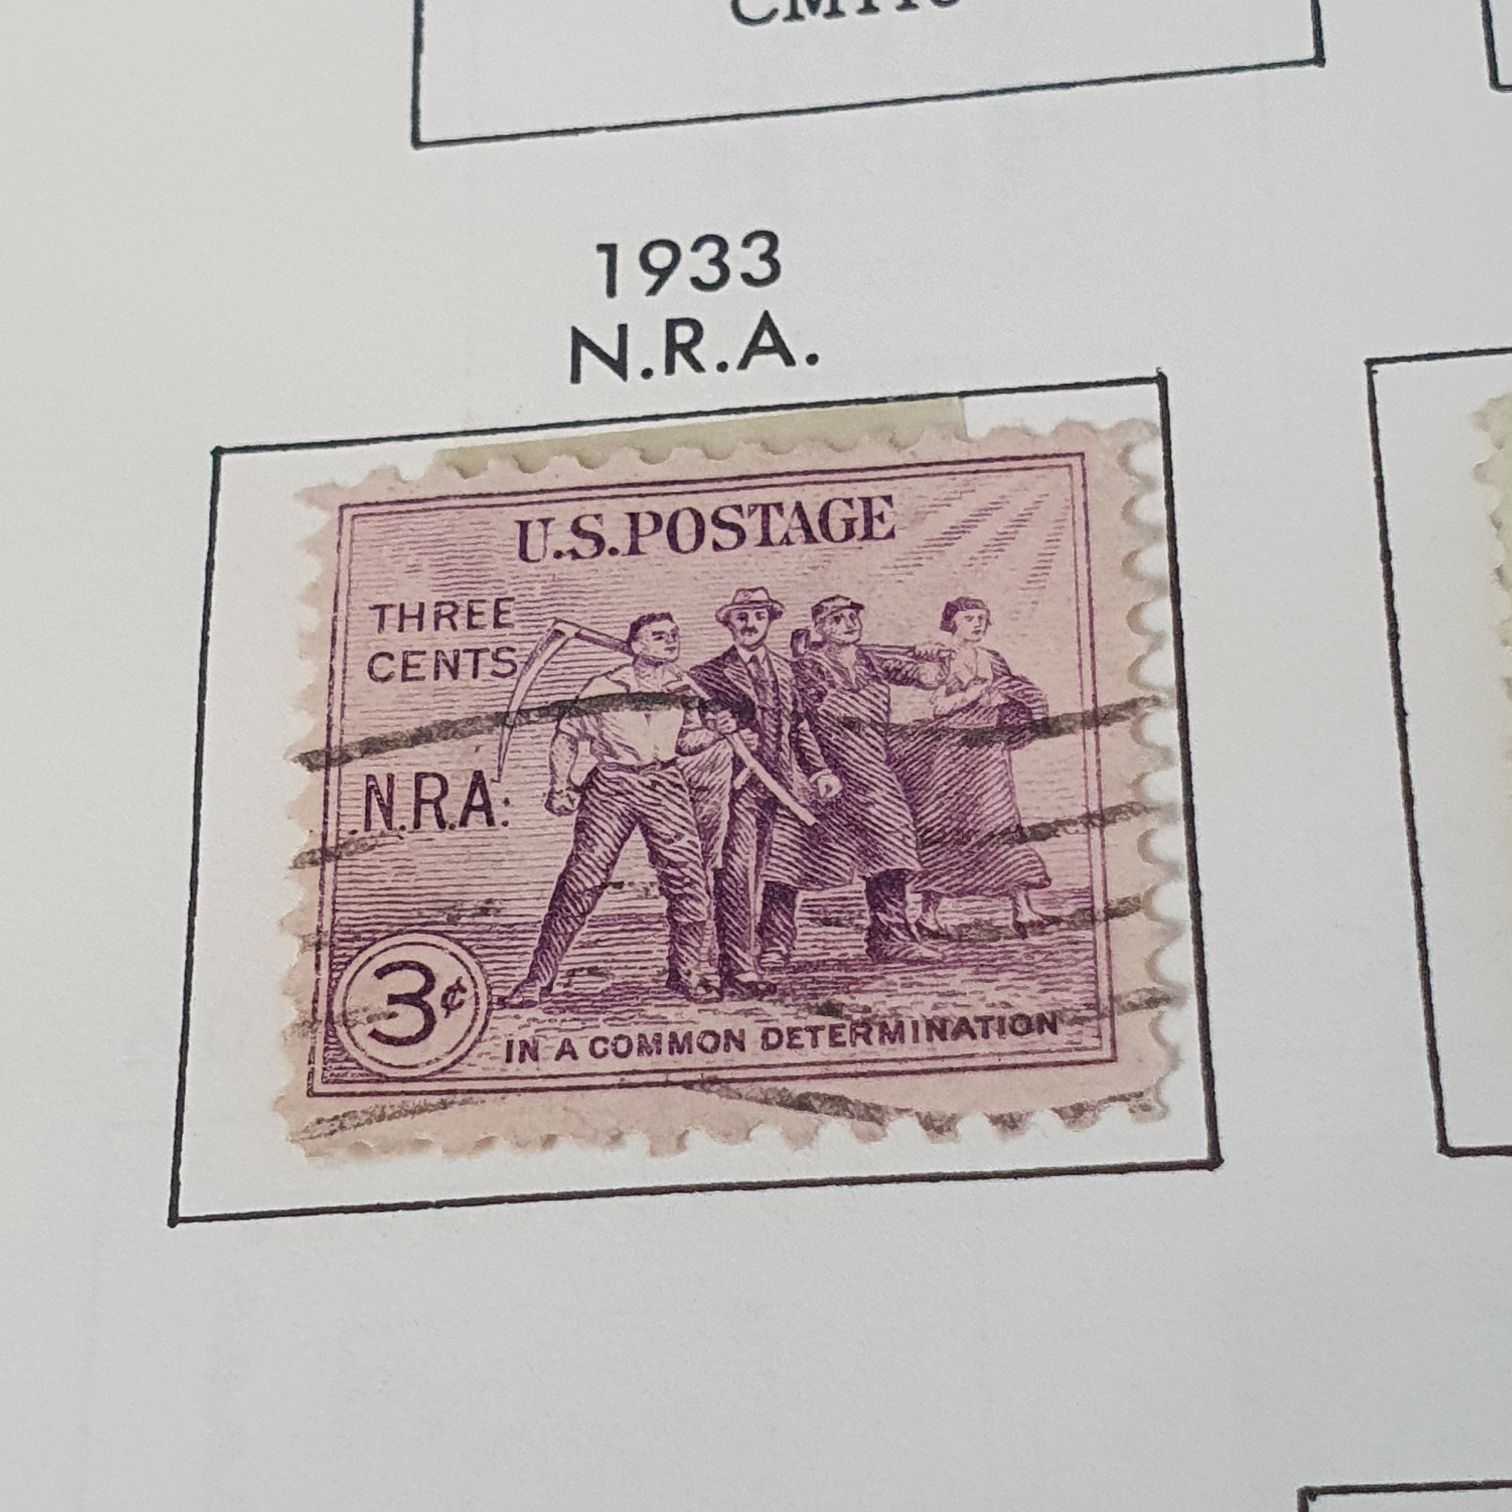 1933
N.R.A.
U.S. POSTAGE
THREE
CENTS
N.R.A.
3¢
IN A COMMON DETERMINATION